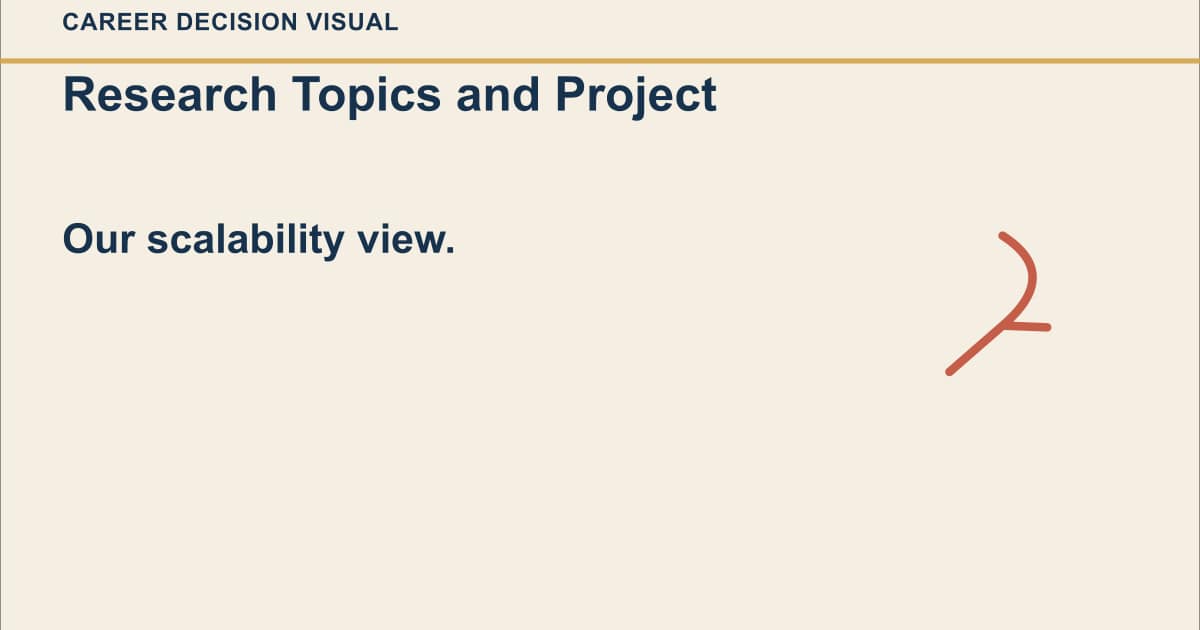 CAREER DECISION VISUAL
Research Topics and Project
Our scalability view.